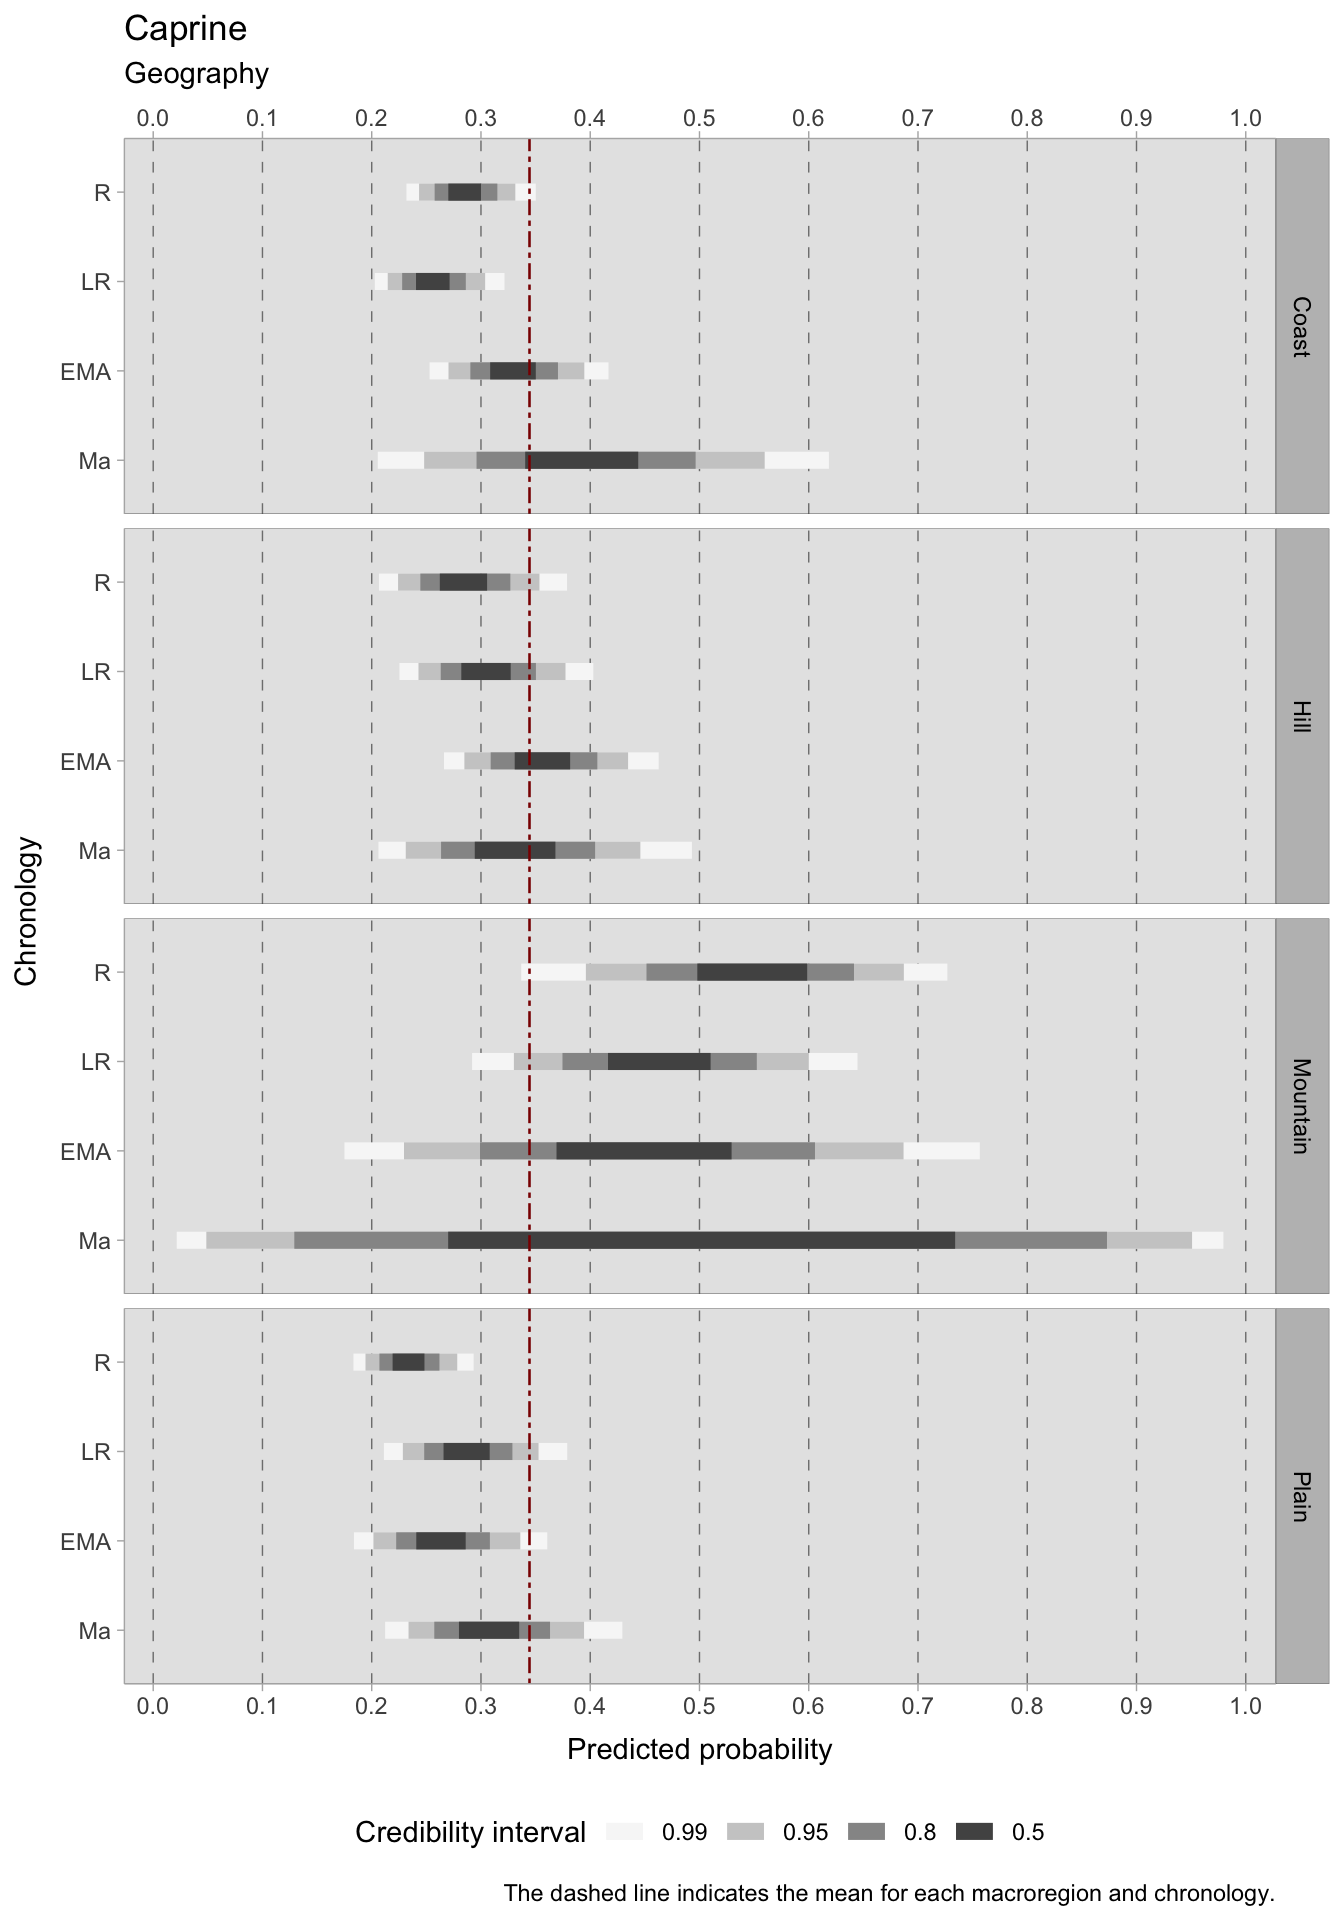 Caprine
Geography
0.0 0.1 0.2 0.3 0.4 0.5 0.6 0.7 0.8 0.9 1.0
R
LR
EMA
Ma
Coast
R
LR
EMA
Ma
Hill
Chronology
R
LR
EMA
Ma
Mountain
R
LR
EMA
Ma
Plain
0.0 0.1 0.2 0.3 0.4 0.5 0.6 0.7 0.8 0.9 1.0
Predicted probability
Credibility interval 0.99 0.95 0.8 0.5
The dashed line indicates the mean for each macroregion and chronology.